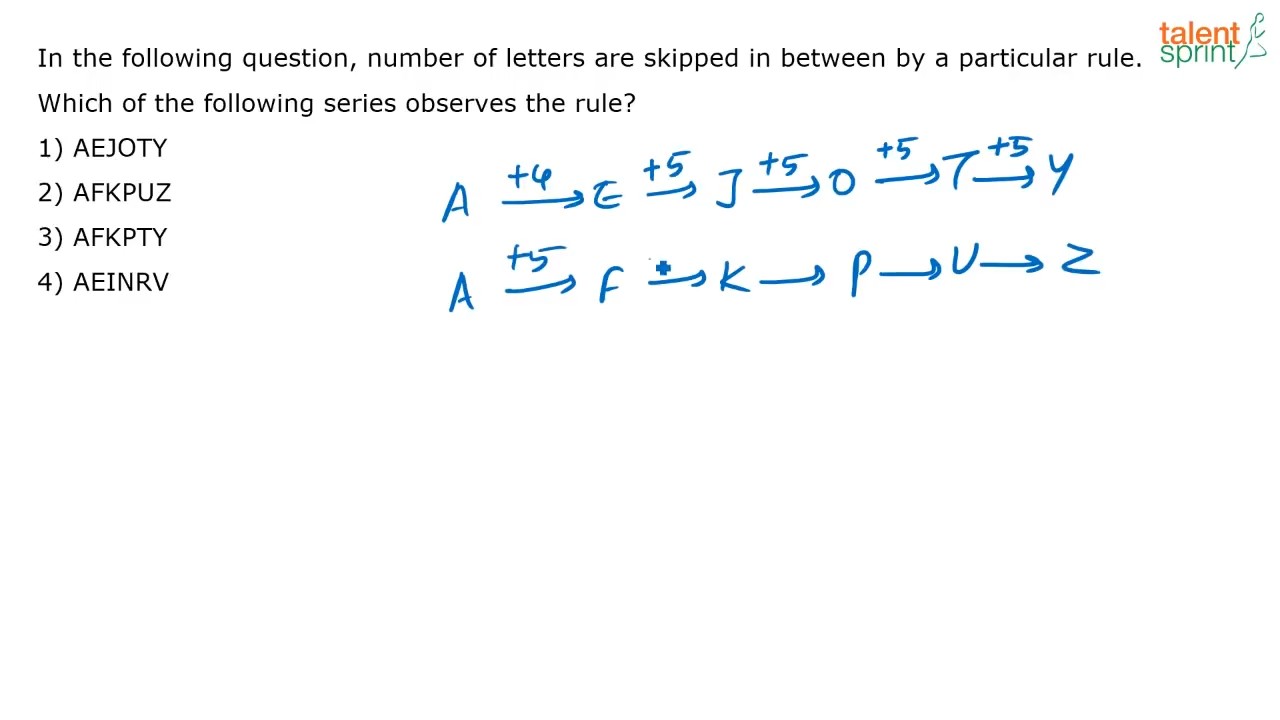 talent
sprint
In the following question, number of letters are skipped in between by a particular rule.
Which of the following series observes the rule?
1) AEJOTY
2) AFKPUZ
3) AFKPTY
4) AEINRV
+4 +5 +5 +5 +5
A E J O T Y
+5
A F K P U Z